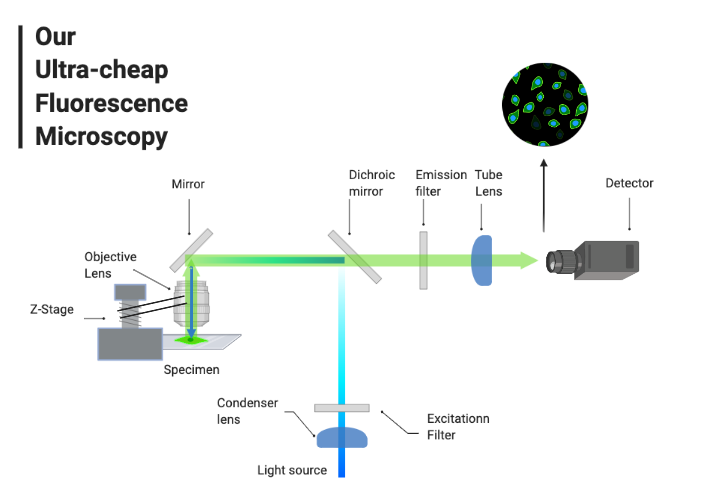 Our
Ultra-cheap
Fluorescence
Microscopy
Mirror
Dichroic
mirror
Emission
filter
Tube
Lens
Detector
Objective
Lens
Z-Stage
Specimen
Condenser
lens
Excitationn
Filter
Light source